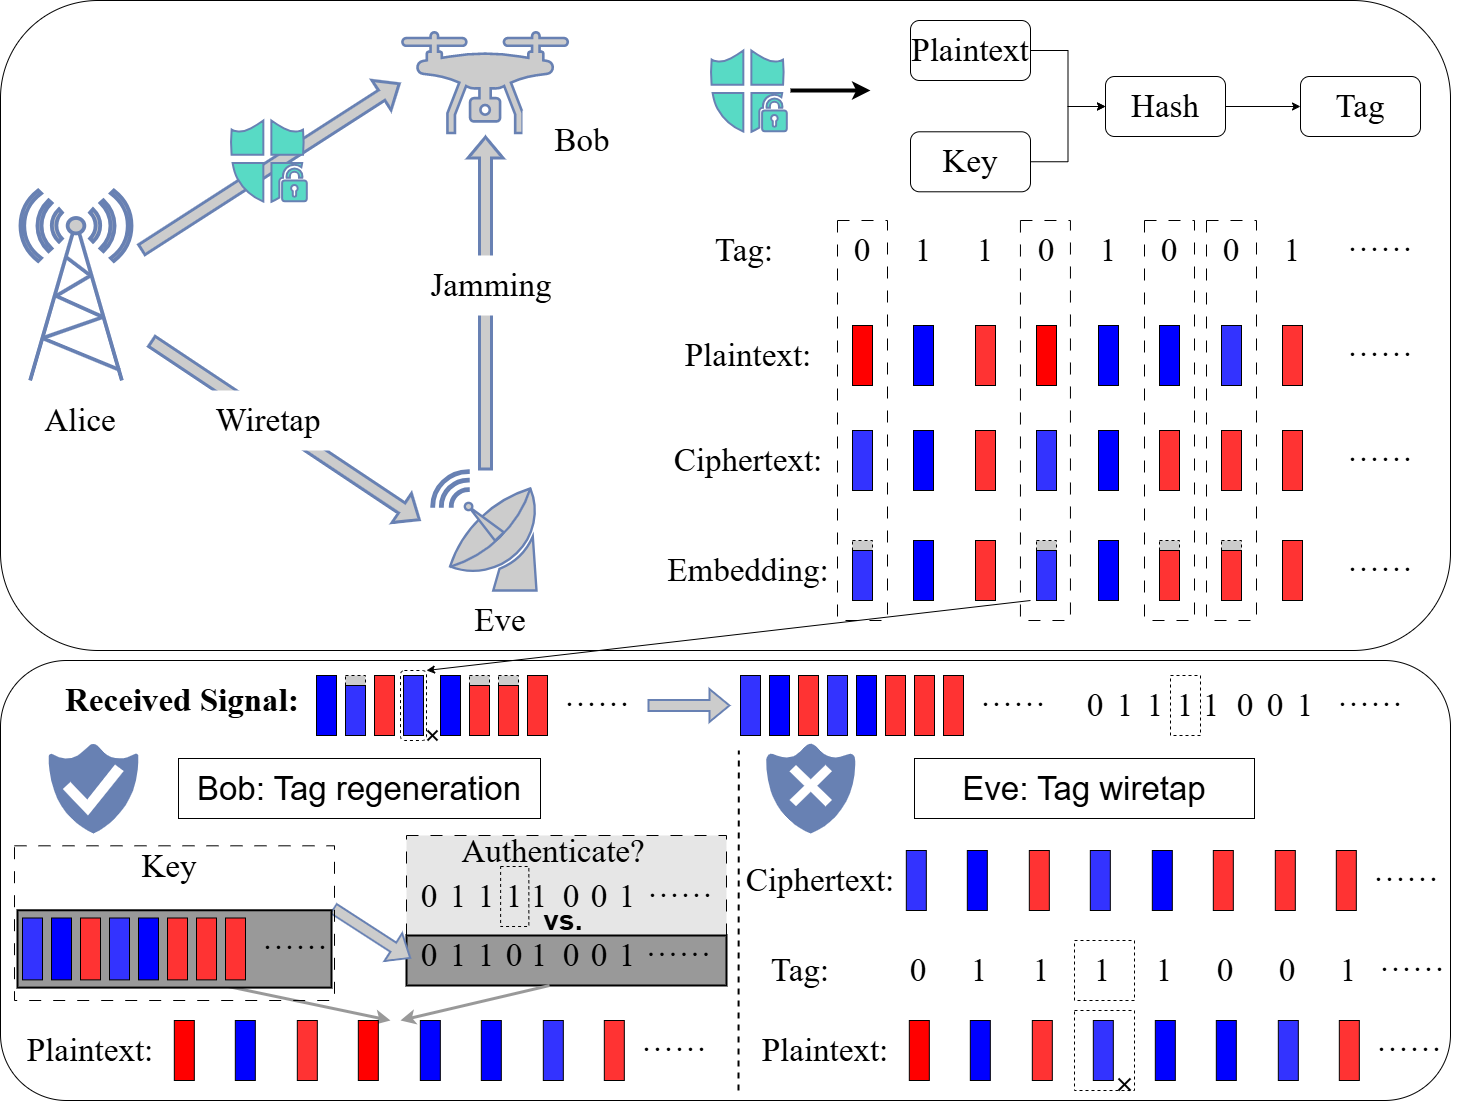 Bob
Jamming
Alice
Wiretap
Eve
Plaintext
Key
Hash
Tag
Tag: 0 1 1 0 1 0 0 1 ······
Plaintext: ······
Ciphertext: ······
Embedding: ······
Received Signal: ······ ······ 0 1 1 1 1 0 0 1 ······
×
Bob: Tag regeneration
Key
······
Authenticate?
0 1 1 1 1 0 0 1 ······
vs.
0 1 1 0 1 0 0 1 ······
Plaintext: ······
Eve: Tag wiretap
Ciphertext: ······
Tag: 0 1 1 1 1 0 0 1 ······
Plaintext: ······
×